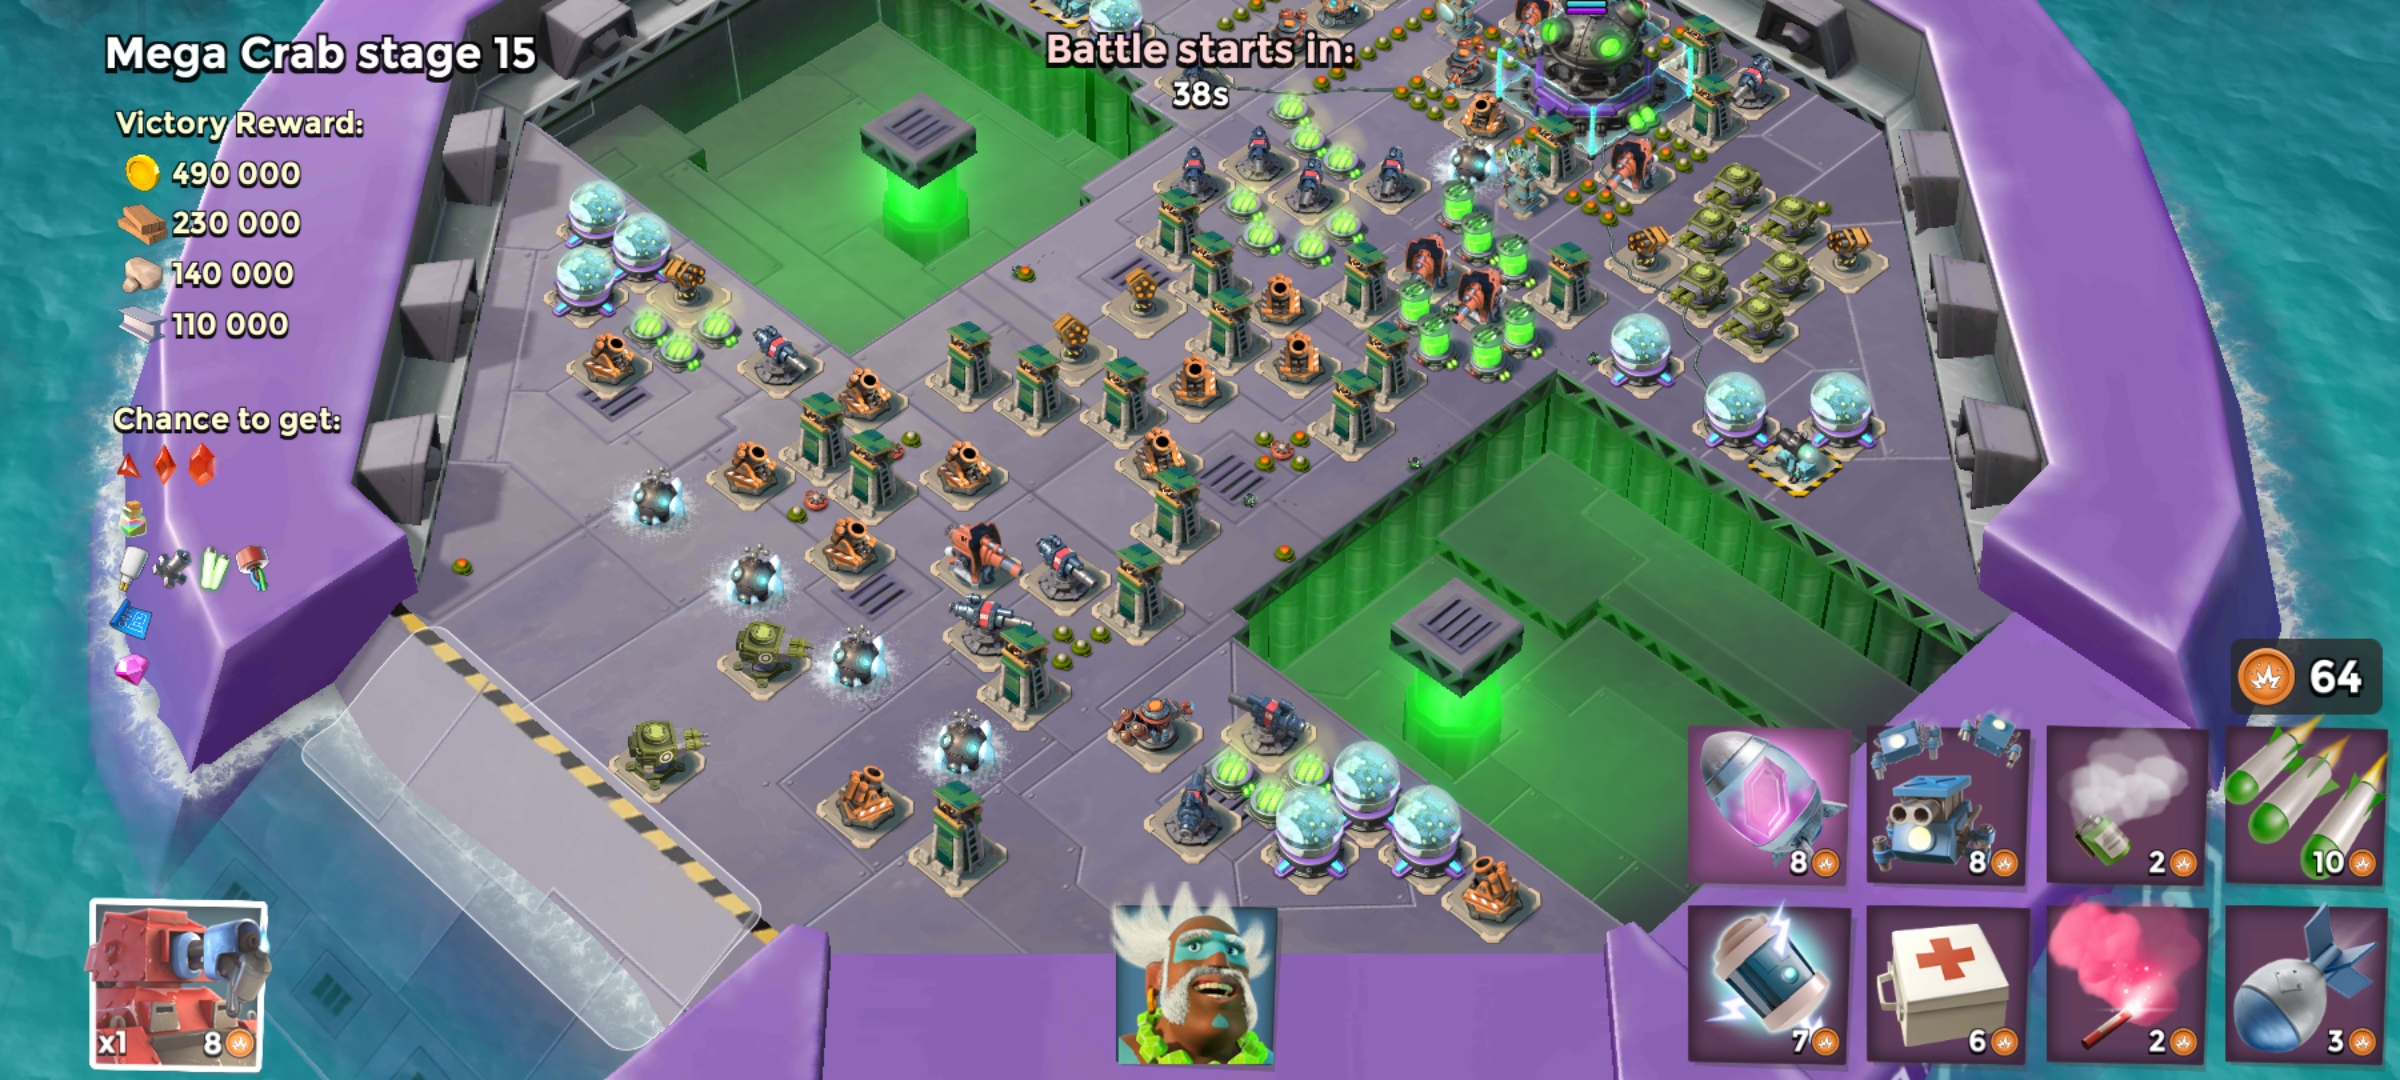 Mega Crab stage 15
Battle starts in:
38s
Victory Reward:
490 000
230 000
140 000
110 000
Chance to get:
64
8
8
2
10
x1
8
7
6
2
3